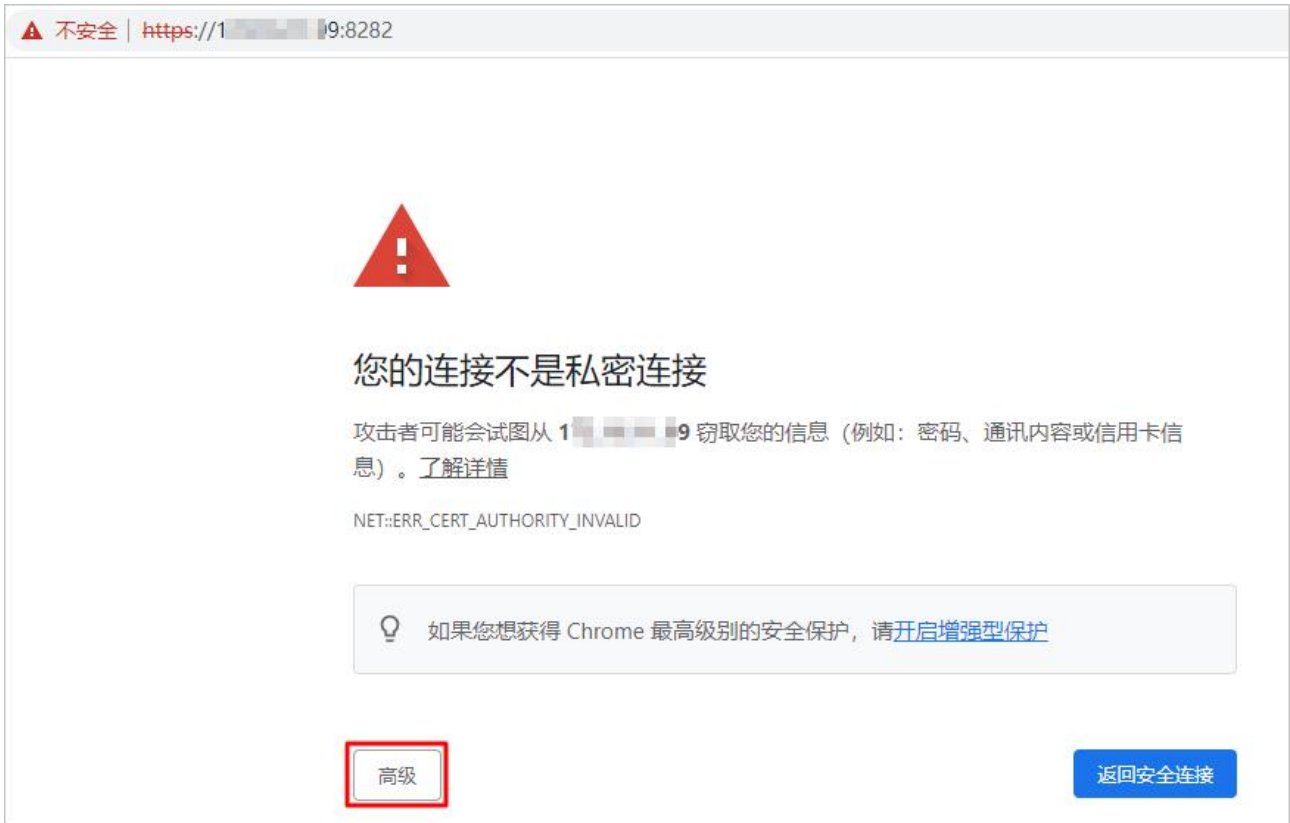 不安全 | https://1 9:8282
您的连接不是私密连接
攻击者可能会试图从 1 9 窃取您的信息（例如：密码、通讯内容或信用卡信
息）。了解详情
NET::ERR_CERT_AUTHORITY_INVALID
如果您想获得 Chrome 最高级别的安全保护，请开启增强型保护
高级
返回安全连接